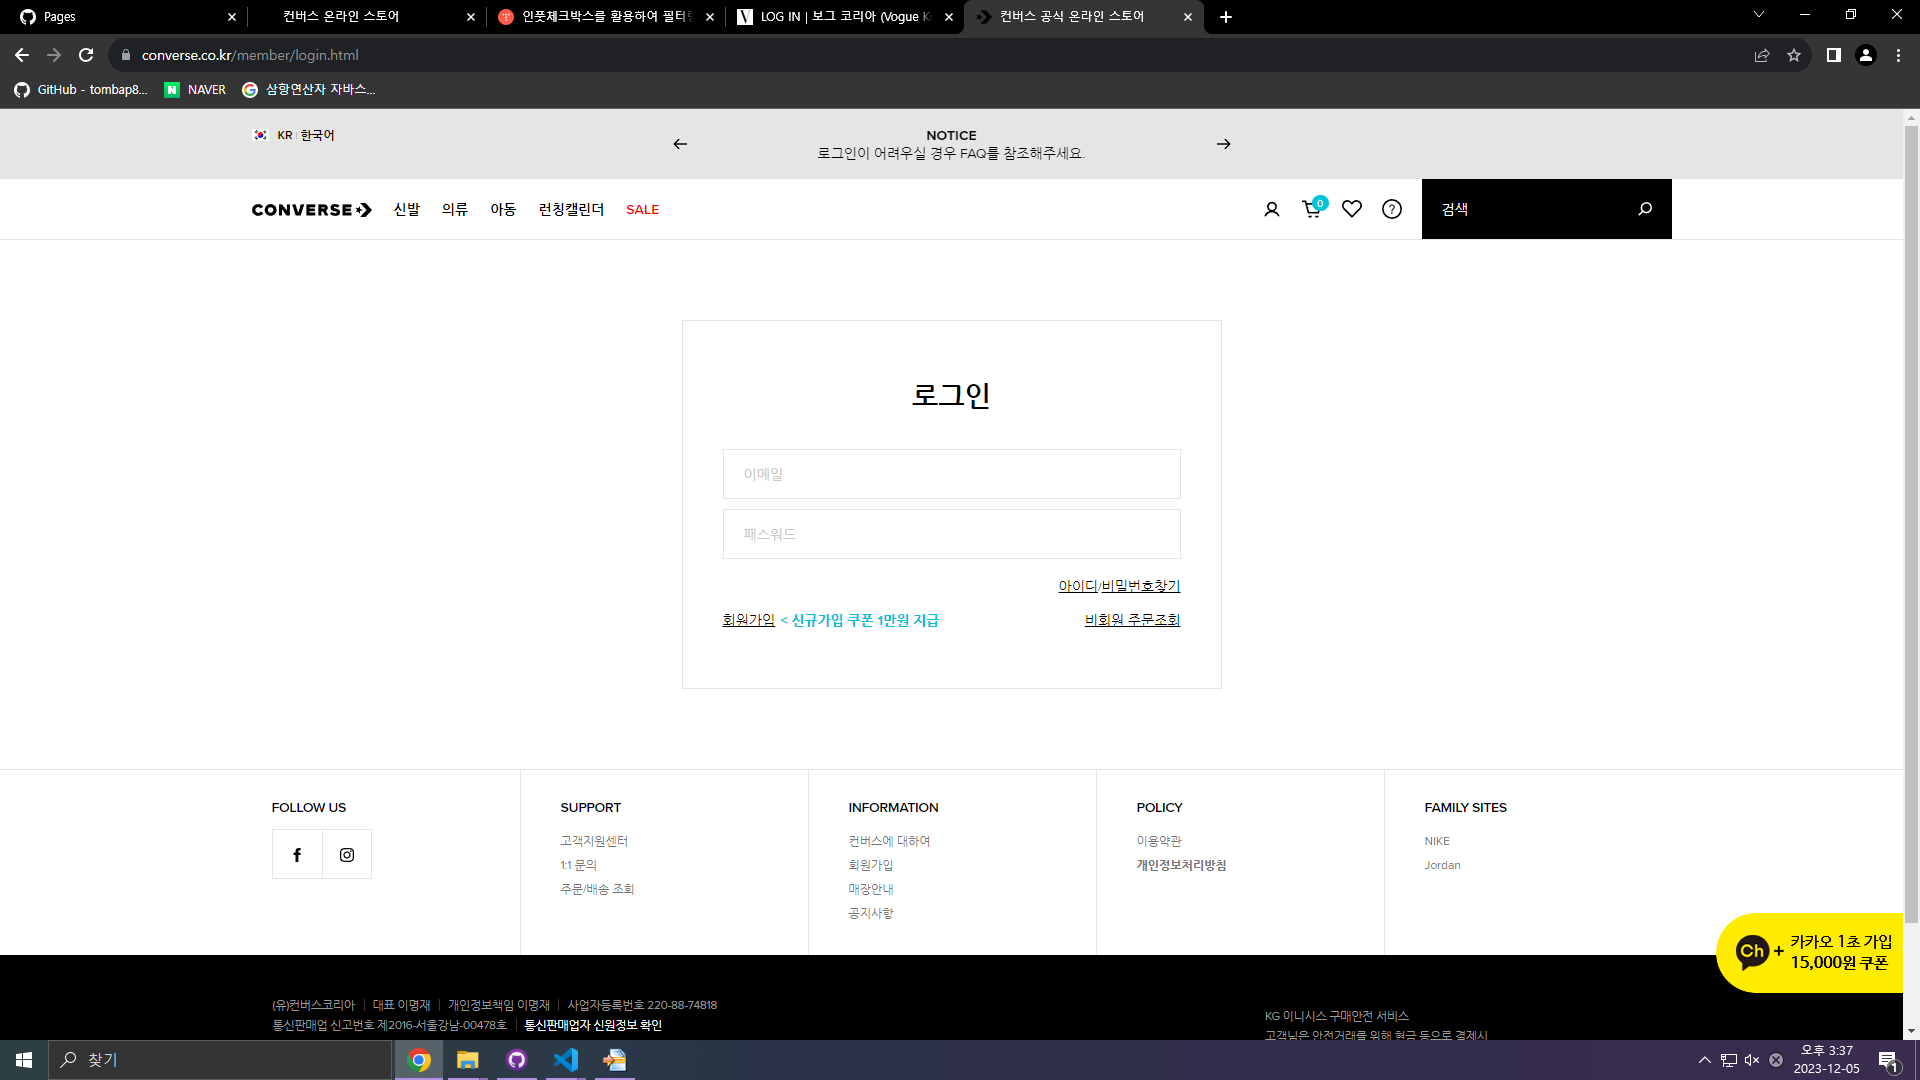 Pages
컨버스 온라인 스토어
인풋체크박스를 활용하여 필터링
LOG IN | 보그 코리아 (Vogue K
컨버스 공식 온라인 스토어
converse.co.kr/member/login.html
GitHub - tombap8...
NAVER
삼항연산자 자바스...
KR | 한국어
NOTICE
로그인이 어려우실 경우 FAQ를 참조해주세요.
CONVERSE
신발
의류
아동
런칭캘린더
SALE
0
검색
로그인
이메일
패스워드
아이디/비밀번호찾기
회원가입 < 신규가입 쿠폰 1만원 지급
비회원 주문조회
FOLLOW US
SUPPORT
고객지원센터
1:1 문의
주문/배송 조회
INFORMATION
컨버스에 대하여
회원가입
매장안내
공지사항
POLICY
이용약관
개인정보처리방침
FAMILY SITES
NIKE
Jordan
Ch + 카카오 1초 가입
15,000원 쿠폰
(유)컨버스코리아 | 대표 이명재 | 개인정보책임 이명재 | 사업자등록번호 220-88-74818
통신판매업 신고번호 제2016-서울강남-00478호 | 통신판매업자 신원정보 확인
KG 이니시스 구매안전 서비스
고객님은 안전거래를 위해 현금 등으로 결제시
찾기
오후 3:37
2023-12-05
1